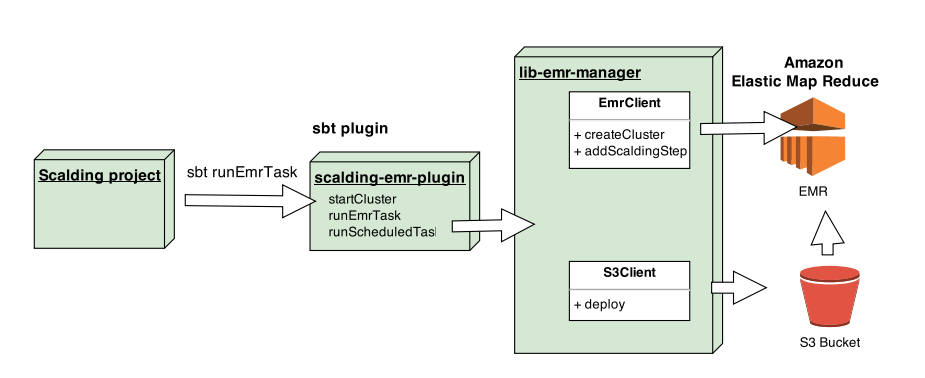 Amazon
Elastic Map Reduce
lib-emr-manager
EmrClient
+ createCluster
+ addScaldingStep
EMR
sbt plugin
Scalding project
sbt runEmrTask
scalding-emr-plugin
startCluster
runEmrTask
runScheduledTas
S3Client
+ deploy
S3 Bucket